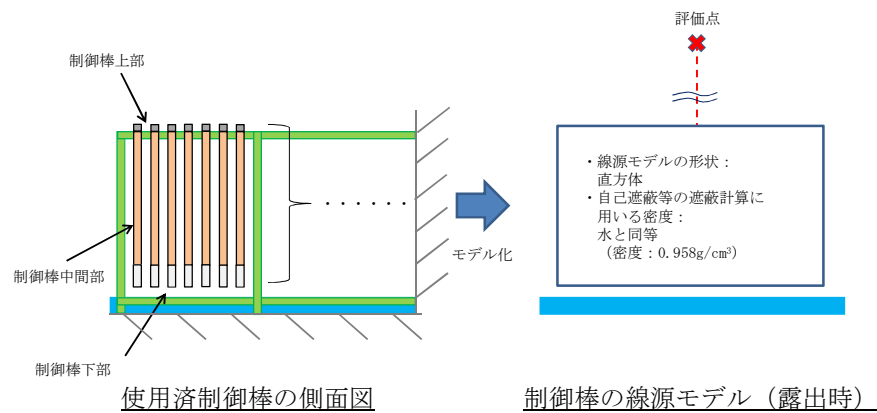 評価点
制御棒上部
・線源モデルの形状：
直方体
・自己遮蔽等の遮蔽計算に
用いる密度：
水と同等
（密度：0.958g/cm³）
・・・・・・
モデル化
制御棒中間部
制御棒下部
使用済制御棒の側面図
制御棒の線源モデル（露出時）